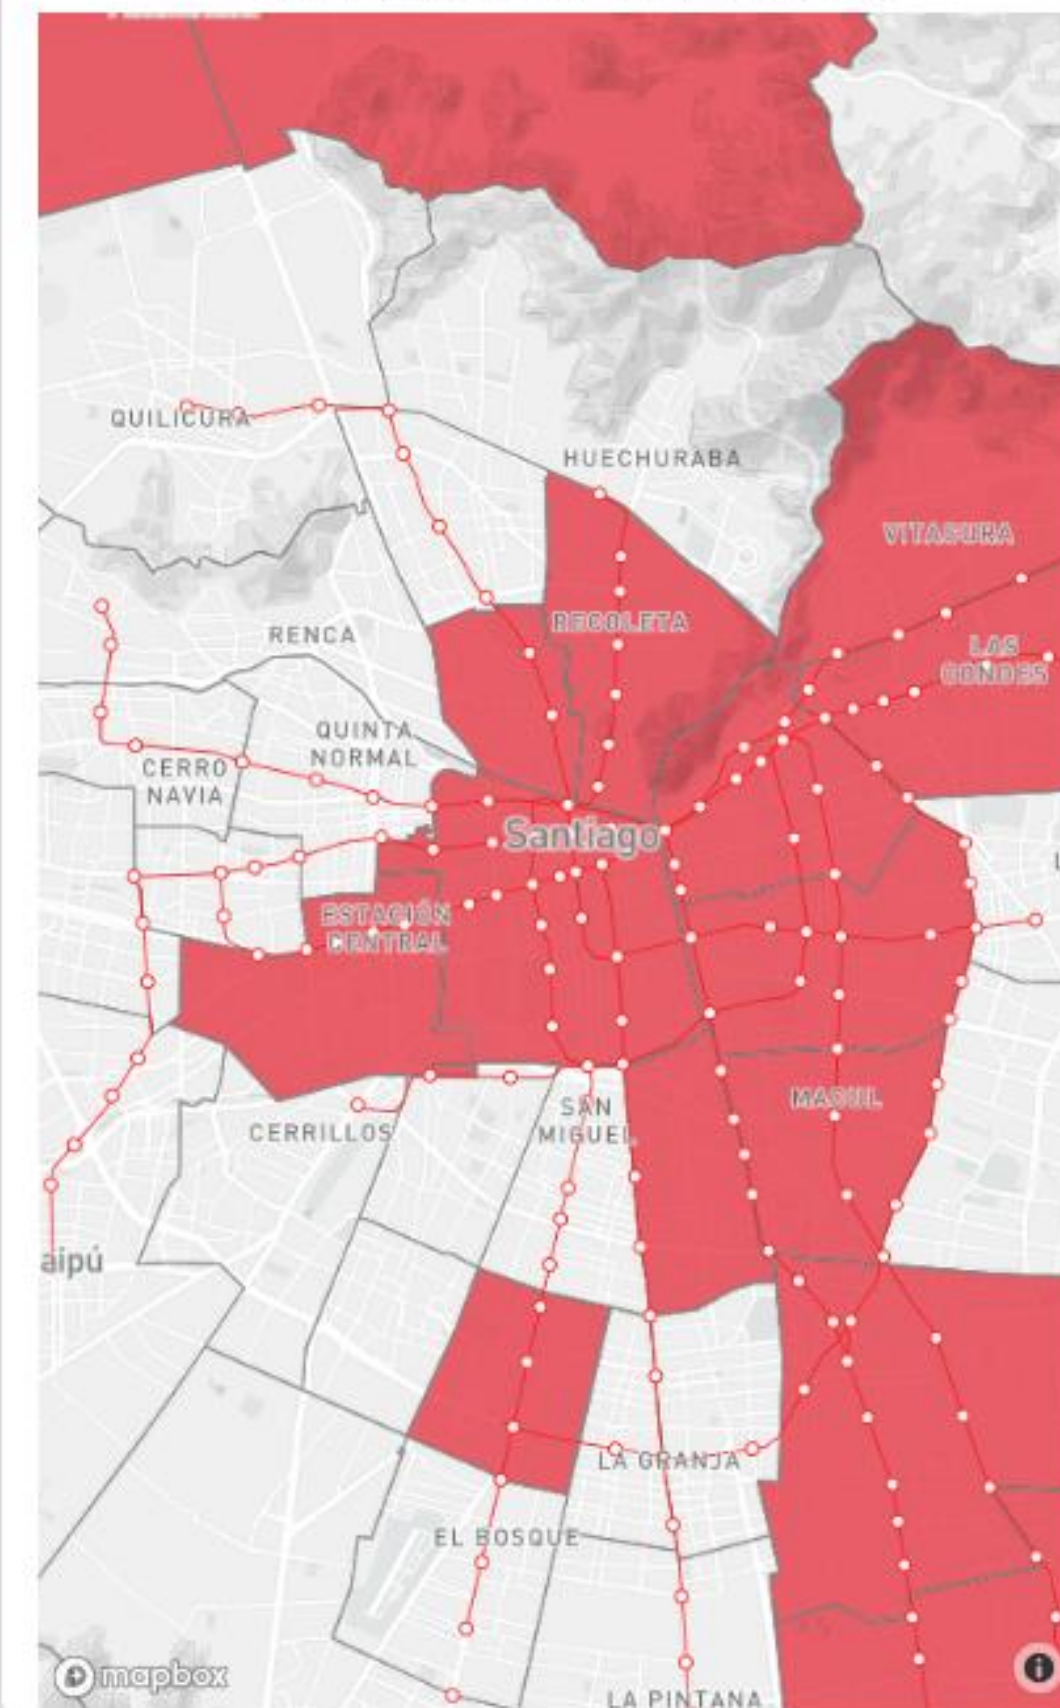 QUILICURA
HUECHURABA
VITACURA
RECOLETA
RENCA
LAS
CONDES
QUINTA
NORMAL
CERRO
NAVIA
Santiago
ESTACIÓN
CENTRAL
MACUL
SAN
MIGUEL
CERRILLOS
aipú
LA GRANJA
EL BOSQUE
mapbox
i
LA PINTANA